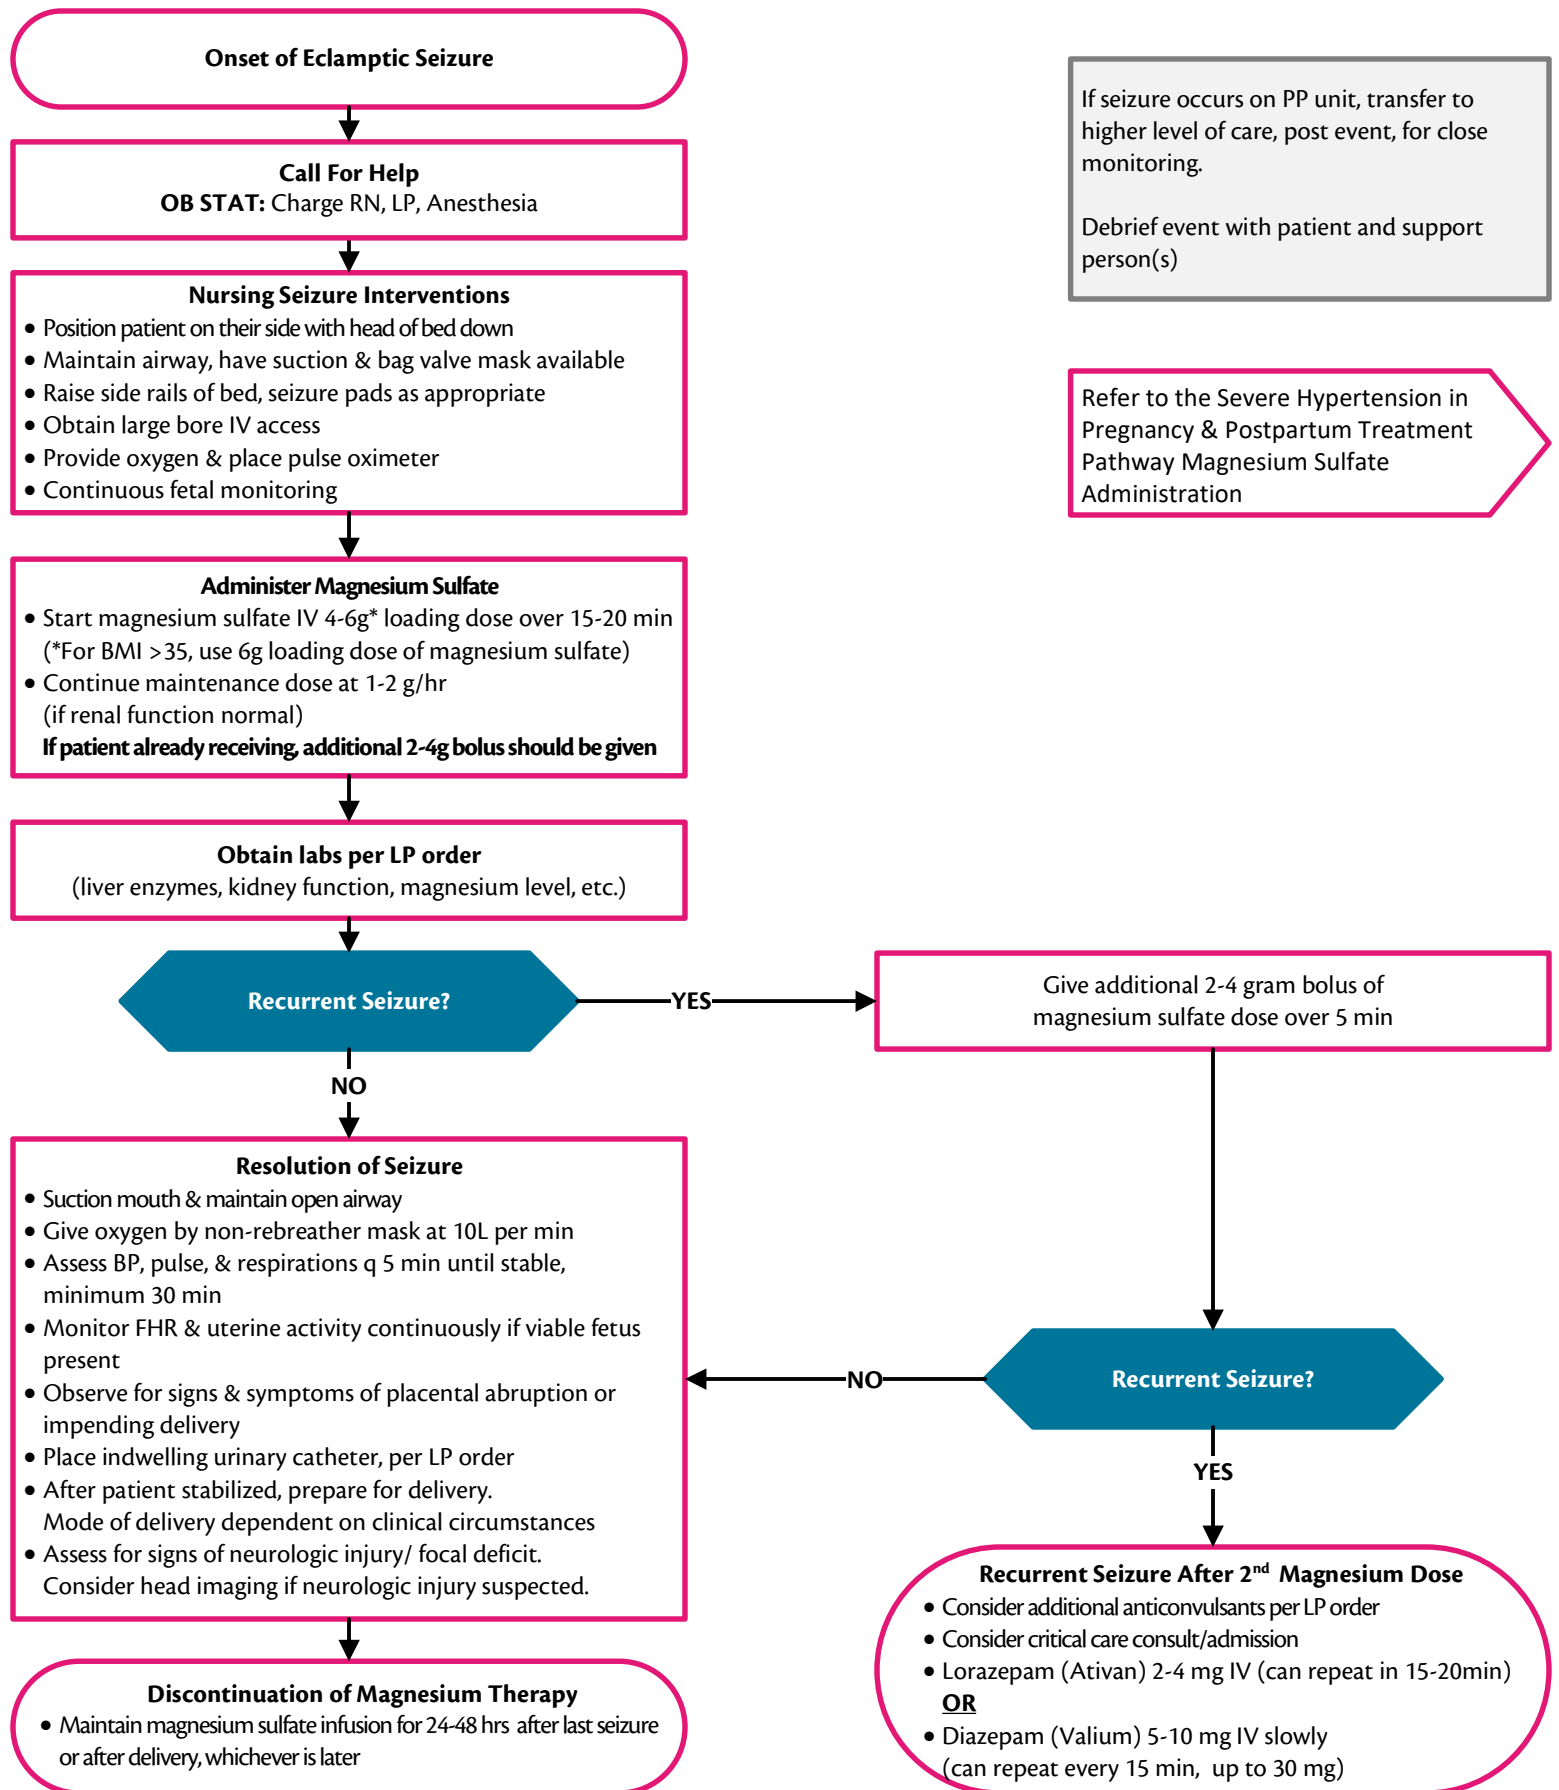 Onset of Eclamptic Seizure
Call For Help
OB STAT: Charge RN, LP, Anesthesia
Nursing Seizure Interventions
• Position patient on their side with head of bed down
• Maintain airway, have suction & bag valve mask available
• Raise side rails of bed, seizure pads as appropriate
• Obtain large bore IV access
• Provide oxygen & place pulse oximeter
• Continuous fetal monitoring
Administer Magnesium Sulfate
• Start magnesium sulfate IV 4-6g* loading dose over 15-20 min
(*For BMI >35, use 6g loading dose of magnesium sulfate)
• Continue maintenance dose at 1-2 g/hr
(if renal function normal)
If patient already receiving, additional 2-4g bolus should be given
Obtain labs per LP order
(liver enzymes, kidney function, magnesium level, etc.)
Recurrent Seizure?
NO
Resolution of Seizure
• Suction mouth & maintain open airway
• Give oxygen by non-rebreather mask at 10L per min
• Assess BP, pulse, & respirations q 5 min until stable,
minimum 30 min
• Monitor FHR & uterine activity continuously if viable fetus
present
• Observe for signs & symptoms of placental abruption or
impending delivery
• Place indwelling urinary catheter, per LP order
• After patient stabilized, prepare for delivery.
Mode of delivery dependent on clinical circumstances
• Assess for signs of neurologic injury/ focal deficit.
Consider head imaging if neurologic injury suspected.
Discontinuation of Magnesium Therapy
• Maintain magnesium sulfate infusion for 24-48 hrs after last seizure
or after delivery, whichever is later
If seizure occurs on PP unit, transfer to
higher level of care, post event, for close
monitoring.
Debrief event with patient and support
person(s)
Refer to the Severe Hypertension in
Pregnancy & Postpartum Treatment
Pathway Magnesium Sulfate
Administration
YES
Give additional 2-4 gram bolus of
magnesium sulfate dose over 5 min
Recurrent Seizure?
NO
YES
Recurrent Seizure After 2nd Magnesium Dose
• Consider additional anticonvulsants per LP order
• Consider critical care consult/admission
• Lorazepam (Ativan) 2-4 mg IV (can repeat in 15-20min)
OR
• Diazepam (Valium) 5-10 mg IV slowly
(can repeat every 15 min, up to 30 mg)